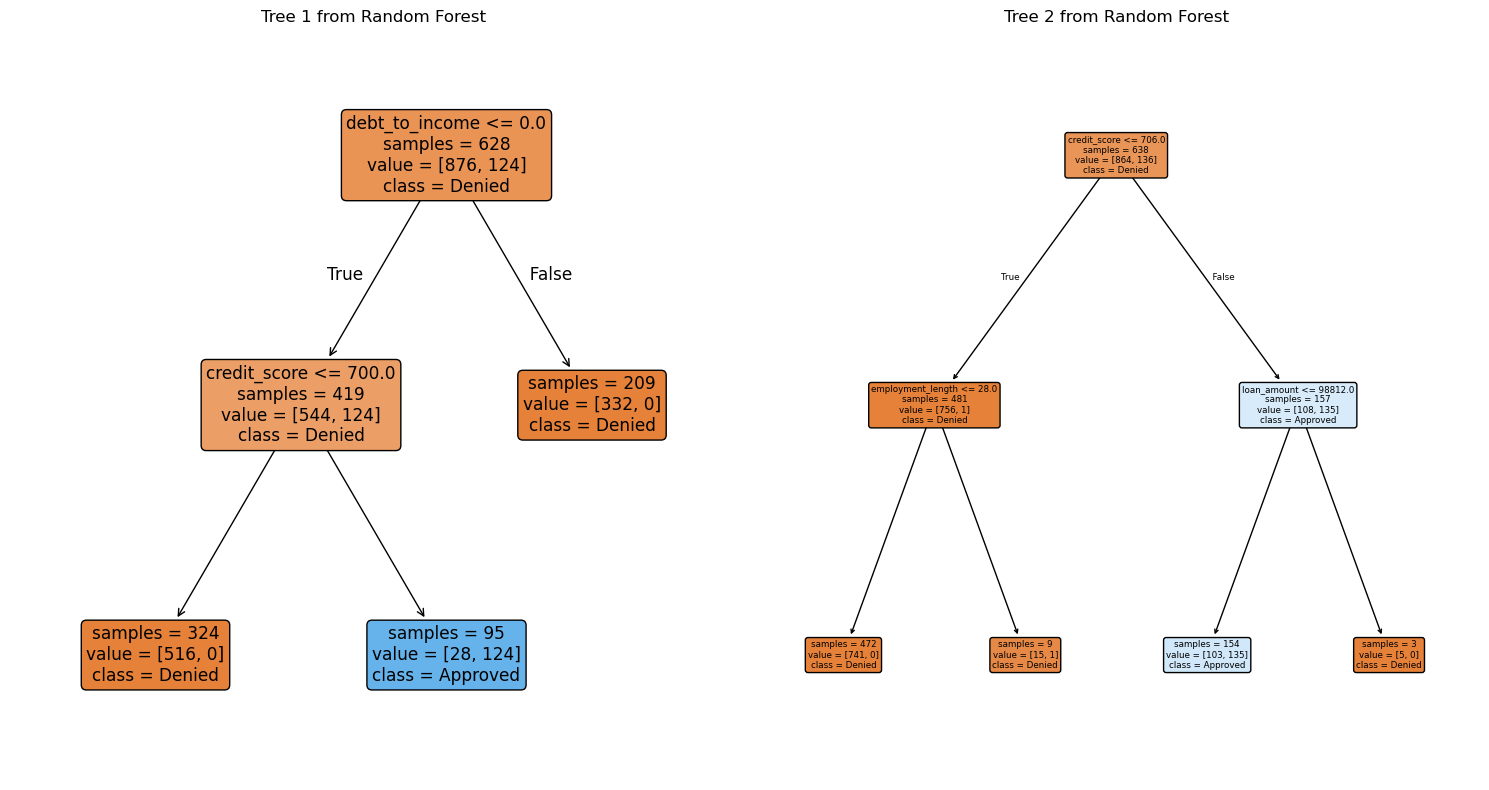 Tree 1 from Random Forest
debt_to_income <= 0.0
samples = 628
value = [876, 124]
class = Denied
True
False
credit_score <= 700.0
samples = 419
value = [544, 124]
class = Denied
samples = 209
value = [332, 0]
class = Denied
samples = 324
value = [516, 0]
class = Denied
samples = 95
value = [28, 124]
class = Approved
Tree 2 from Random Forest
credit_score <= 706.0
samples = 638
value = [864, 136]
class = Denied
True
False
employment_length <= 28.0
samples = 481
value = [756, 1]
class = Denied
loan_amount <= 98812.0
samples = 157
value = [108, 135]
class = Approved
samples = 472
value = [741, 0]
class = Denied
samples = 9
value = [15, 1]
class = Denied
samples = 154
value = [103, 135]
class = Approved
samples = 3
value = [5, 0]
class = Denied